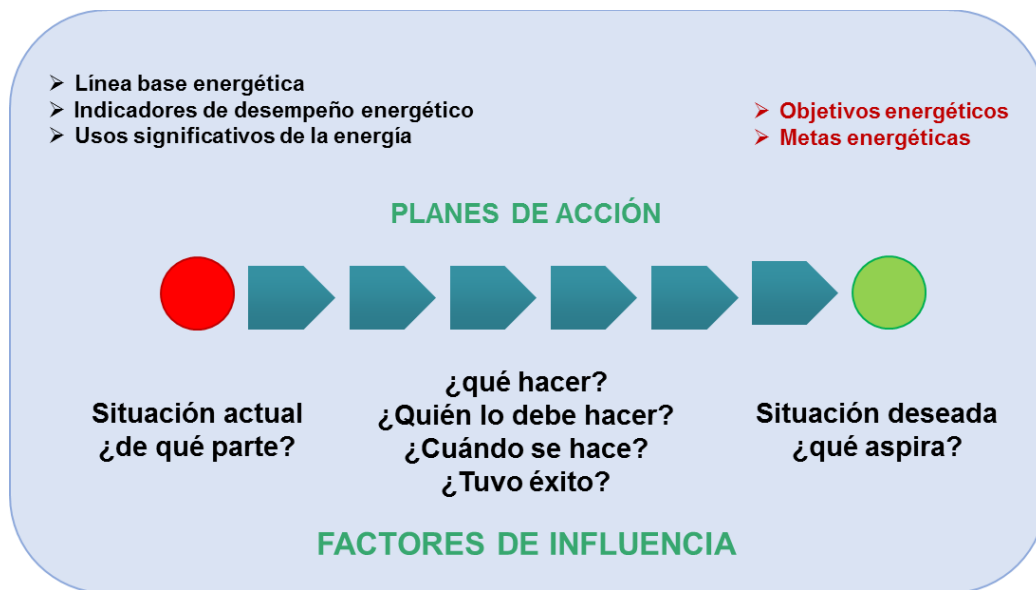 ➢ Línea base energética
➢ Indicadores de desempeño energético
➢ Usos significativos de la energía
➢ Objetivos energéticos
➢ Metas energéticas
PLANES DE ACCIÓN
Situación actual
¿de qué parte?
¿qué hacer?
¿Quién lo debe hacer?
¿Cuándo se hace?
¿Tuvo éxito?
Situación deseada
¿qué aspira?
FACTORES DE INFLUENCIA